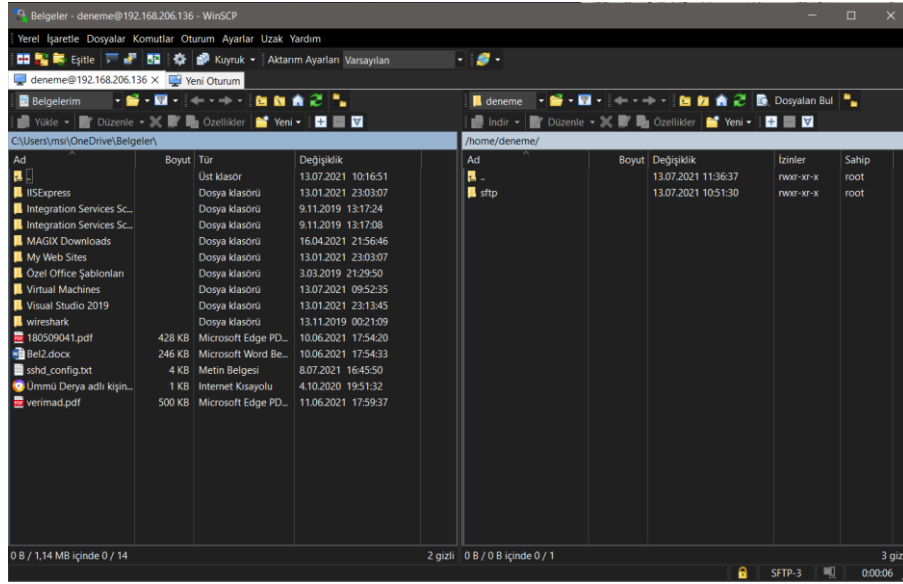 Belgeler - deneme@192.168.206.136 - WinSCP
Yerel İşaretle Dosyalar Komutlar Oturum Ayarlar Uzak Yardım
Eşitle Kuyruk Aktarım Ayarları Varsayılan
deneme@192.168.206.136 × Yeni Oturum
Belgelerim
Yükle Düzenle Özellikler Yeni
C:\Users\msı\OneDrive\Belgeler\
Ad Boyut Tür Değişiklik
.. Üst klasör 13.07.2021 10:16:51
IISExpress Dosya klasörü 13.01.2021 23:03:07
Integration Services Sc... Dosya klasörü 9.11.2019 13:17:24
Integration Services Sc... Dosya klasörü 9.11.2019 13:17:08
MAGIX Downloads Dosya klasörü 16.04.2021 21:56:46
My Web Sites Dosya klasörü 13.01.2021 23:03:07
Özel Office Şablonları Dosya klasörü 3.03.2019 21:29:50
Virtual Machines Dosya klasörü 13.07.2021 09:52:35
Visual Studio 2019 Dosya klasörü 13.01.2021 23:13:45
wireshark Dosya klasörü 13.11.2019 00:21:09
180509041.pdf 428 KB Microsoft Edge PD... 10.06.2021 17:54:20
Bel2.docx 246 KB Microsoft Word Be... 10.06.2021 17:54:33
sshd_config.txt 4 KB Metin Belgesi 8.07.2021 16:45:50
Ümmü Derya adlı kişin... 1 KB Internet Kısayolu 4.10.2020 19:51:32
verimad.pdf 500 KB Microsoft Edge PD... 11.06.2021 17:59:37
0 B / 1,14 MB içinde 0 / 14 2 gizli
deneme Dosyaları Bul
İndir Düzenle Özellikler Yeni
/home/deneme/
Ad Boyut Değişiklik İzinler Sahip
.. 13.07.2021 11:36:37 rwxr-xr-x root
sftp 13.07.2021 10:51:30 rwxr-xr-x root
0 B / 0 B içinde 0 / 1 3 giz
SFTP-3 0:00:06